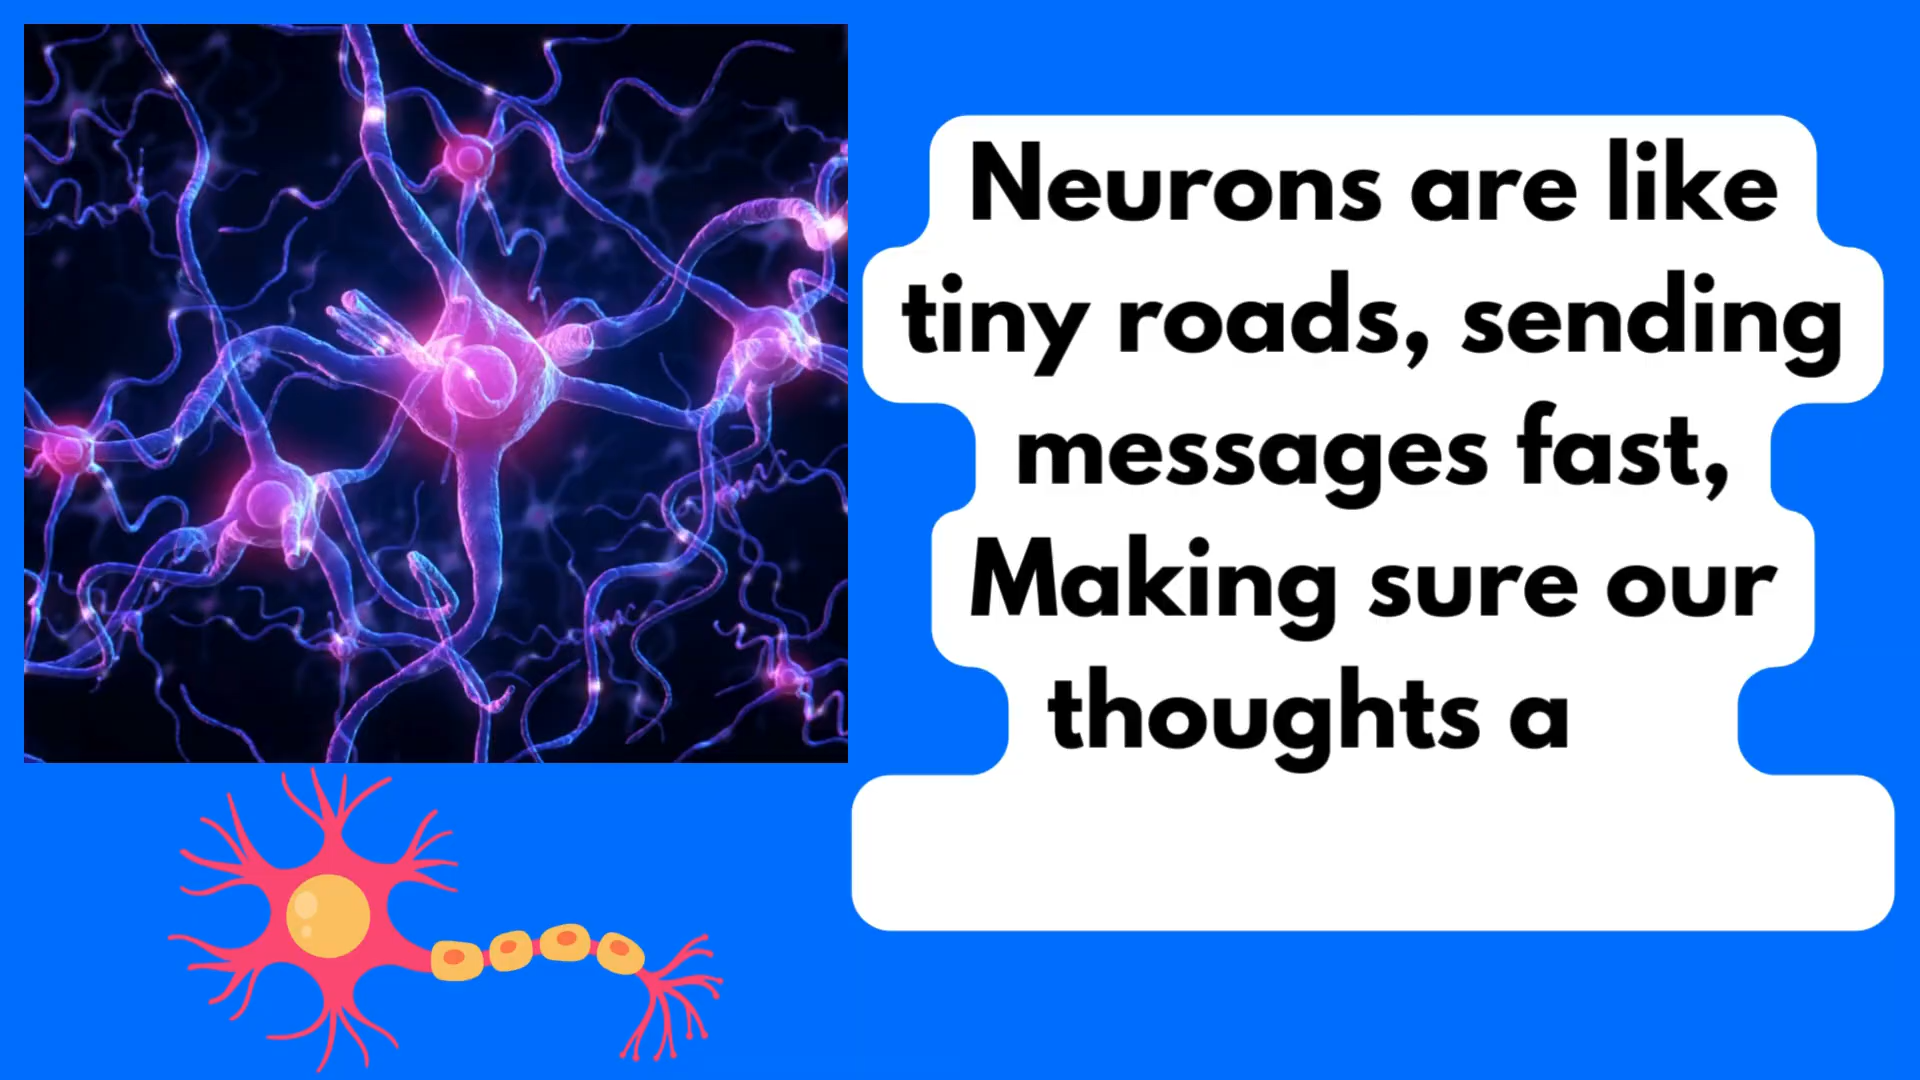 Neurons are like
tiny roads, sending
messages fast,
Making sure our
thoughts a